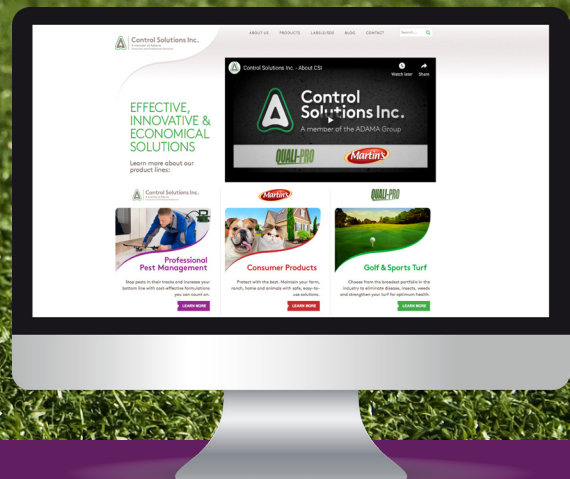 Control Solutions Inc.
ABOUT US PRODUCTS LABELS/SDS BLOG CONTACT Search...
Control Solutions Inc. - About CSI
Watch later Share
Control
Solutions Inc.
A member of the ADAMA Group
QUALI-PRO Martin's
EFFECTIVE,
INNOVATIVE &
ECONOMICAL
SOLUTIONS
Learn more about our
product lines:
Control Solutions Inc.
Martin's
QUALI-PRO
Professional
Pest Management
Stop pests in their tracks and increase your
bottom line with cost-effective formulations
you can count on.
LEARN MORE
Consumer Products
Protect with the best. Maintain your farm,
ranch, home and animals with safe, easy-to-
use solutions.
LEARN MORE
Golf & Sports Turf
Choose from the broadest portfolio in the
industry to eliminate disease, insects, weeds
and strengthen your turf for optimum health.
LEARN MORE